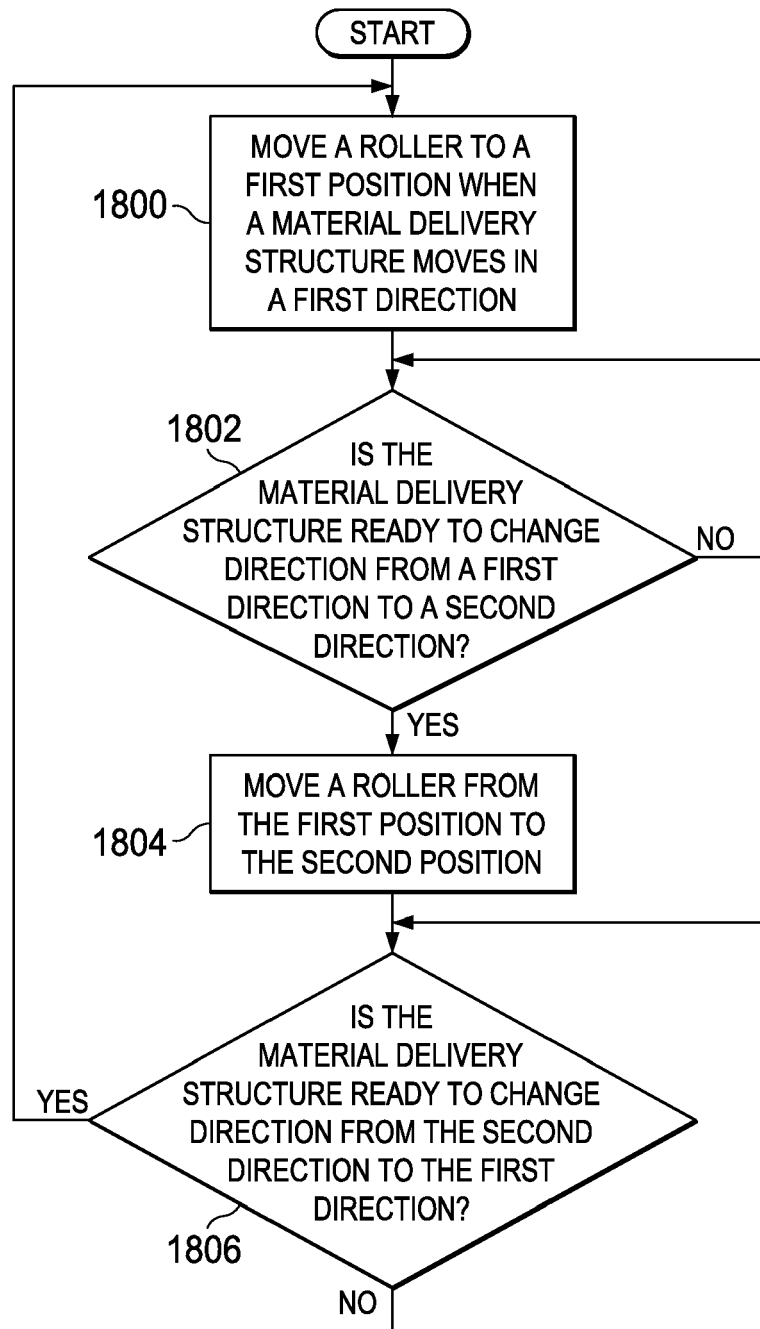 START
MOVE A ROLLER TO A
FIRST POSITION WHEN
A MATERIAL DELIVERY
STRUCTURE MOVES IN
A FIRST DIRECTION
1800
1802
IS THE
MATERIAL DELIVERY
STRUCTURE READY TO CHANGE
DIRECTION FROM A FIRST
DIRECTION TO A SECOND
DIRECTION?
NO
YES
MOVE A ROLLER FROM
THE FIRST POSITION TO
THE SECOND POSITION
1804
IS THE
MATERIAL DELIVERY
STRUCTURE READY TO CHANGE
DIRECTION FROM THE SECOND
DIRECTION TO THE FIRST
DIRECTION?
YES
1806
NO